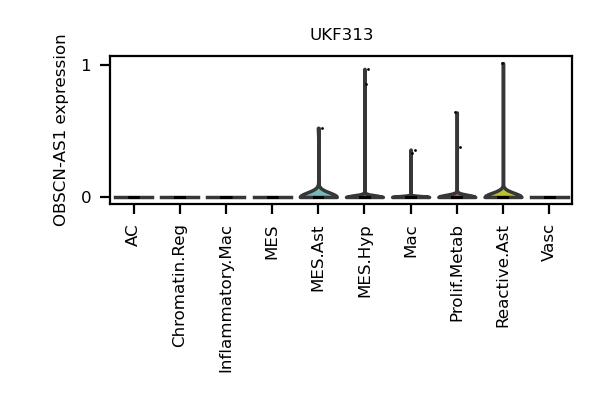 UKF313
OBSCN-AS1 expression
1
0
AC
Chromatin.Reg
Inflammatory.Mac
MES
MES.Ast
MES.Hyp
Mac
Prolif.Metab
Reactive.Ast
Vasc